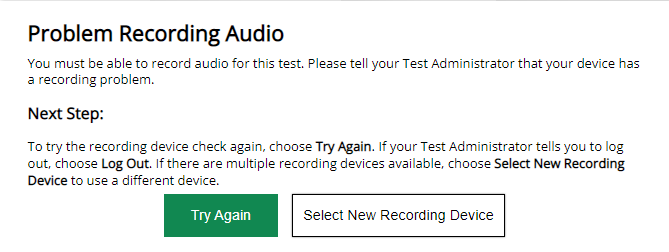 Problem Recording Audio
You must be able to record audio for this test. Please tell your Test Administrator that your device has
a recording problem.
Next Step:
To try the recording device check again, choose Try Again. If your Test Administrator tells you to log
out, choose Log Out. If there are multiple recording devices available, choose Select New Recording
Device to use a different device.
Try Again
Select New Recording Device